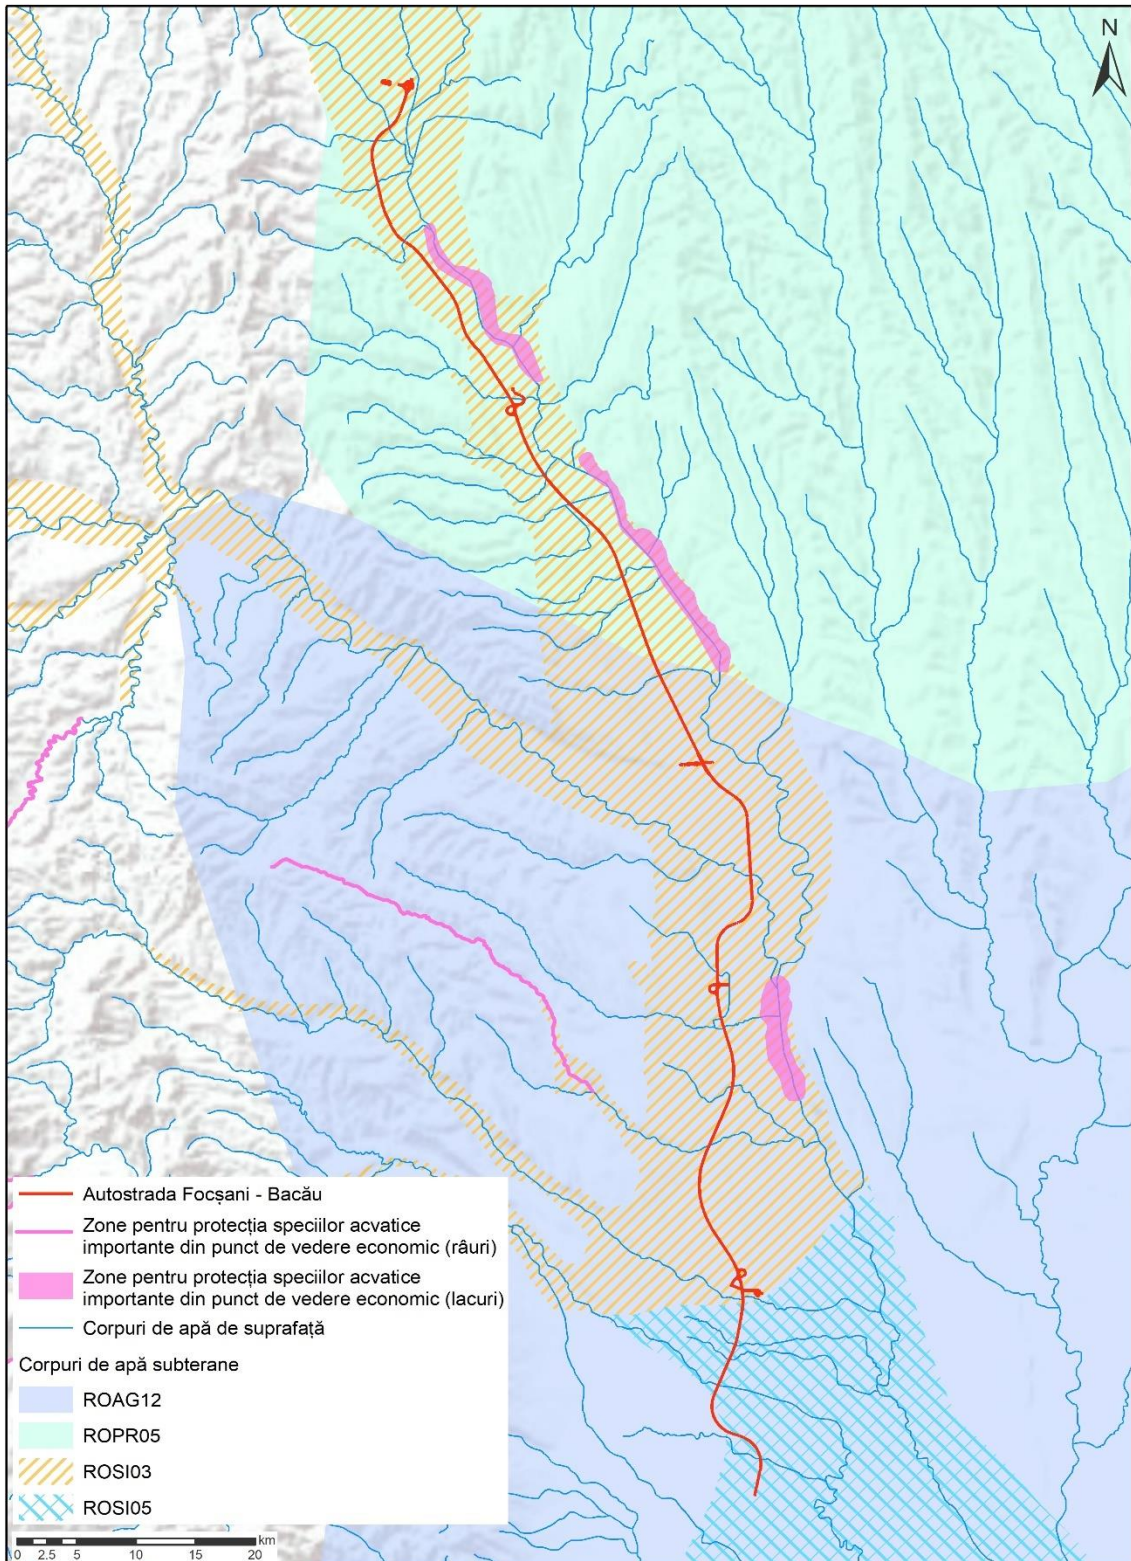 N
Autostrada Focșani - Bacău
Zone pentru protecția speciilor acvatice
importante din punct de vedere economic (râuri)
Zone pentru protecția speciilor acvatice
importante din punct de vedere economic (lacuri)
Corpuri de apă de suprafață
Corpuri de apă subterane
ROAG12
ROPR05
ROSI03
ROSI05
km
0 2.5 5 10 15 20